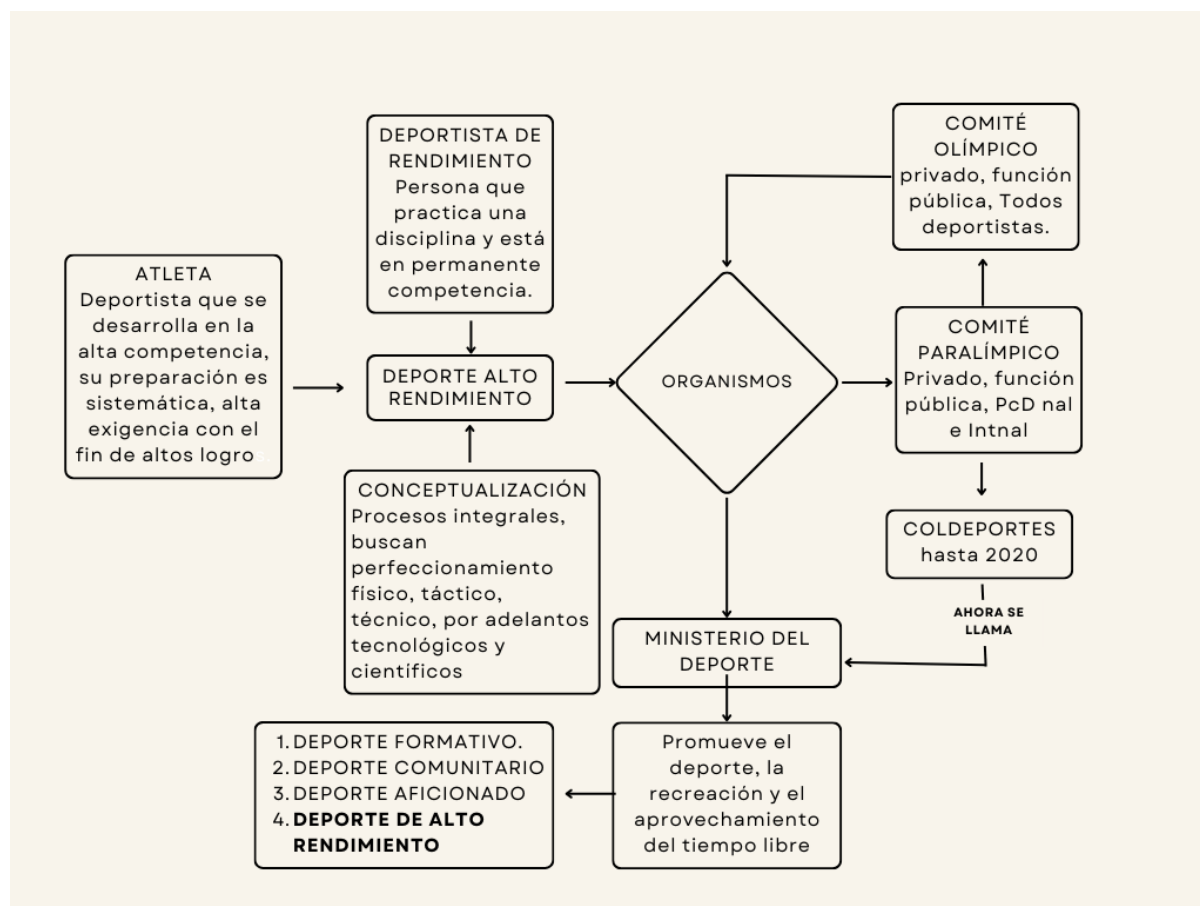 ATLETA
Deportista que se
desarrolla en la
alta competencia,
su preparación es
sistemática, alta
exigencia con el
fin de altos logros.
DEPORTISTA DE
RENDIMIENTO
Persona que
practica una
disciplina y está
en permanente
competencia.
DEPORTE ALTO
RENDIMIENTO
CONCEPTUALIZACIÓN
Procesos integrales,
buscan
perfeccionamiento
físico, táctico,
técnico, por adelantos
tecnológicos y
científicos
ORGANISMOS
COMITÉ
OLÍMPICO
privado, función
pública, Todos
deportistas.
COMITÉ
PARALÍMPICO
Privado, función
pública, PcD nal
e Intnal
COLDEPORTES
hasta 2020
AHORA SE
LLAMA
MINISTERIO DEL
DEPORTE
Promueve el
deporte, la
recreación y el
aprovechamiento
del tiempo libre
1. DEPORTE FORMATIVO.
2. DEPORTE COMUNITARIO
3. DEPORTE AFICIONADO
4. DEPORTE DE ALTO
RENDIMIENTO